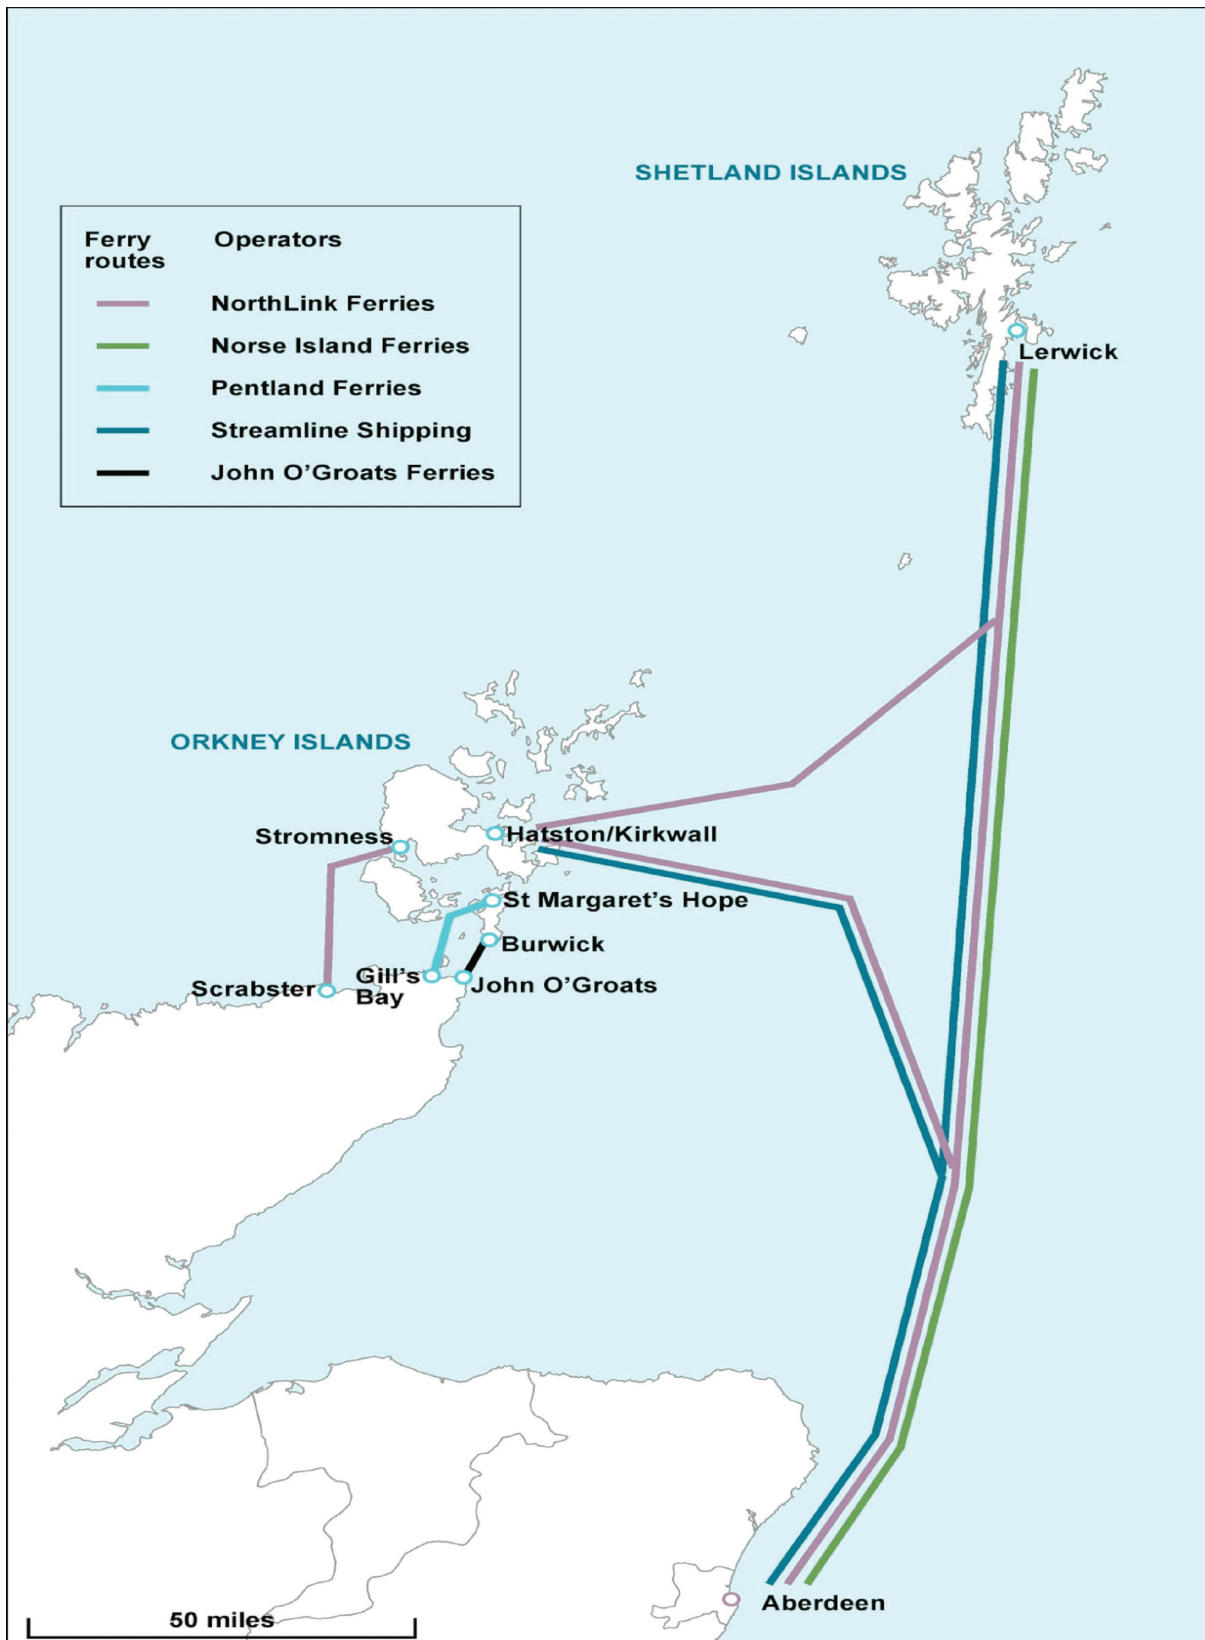 SHETLAND ISLANDS
Ferry routes
Operators
NorthLink Ferries
Norse Island Ferries
Pentland Ferries
Streamline Shipping
John O'Groats Ferries
Lerwick
ORKNEY ISLANDS
Stromness
Hatston/Kirkwall
St Margaret's Hope
Burwick
Gill's
Bay
John O'Groats
Scrabster
Aberdeen
50 miles